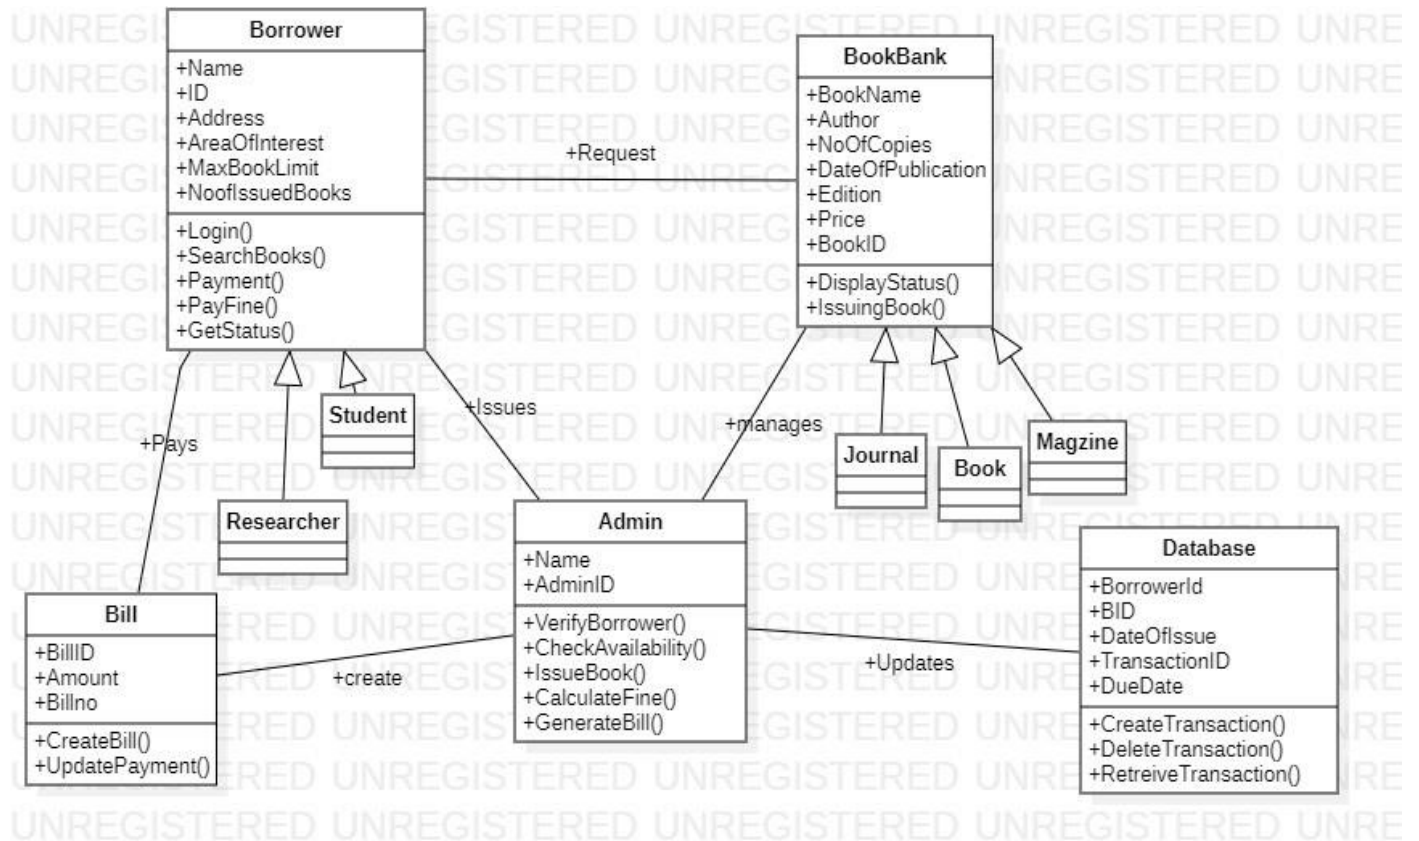 Borrower
+Name
+ID
+Address
+AreaOfInterest
+MaxBookLimit
+NoofIssuedBooks
+Login()
+SearchBooks()
+Payment()
+PayFine()
+GetStatus()
+Request
BookBank
+BookName
+Author
+NoOfCopies
+DateOfPublication
+Edition
+Price
+BookID
+DisplayStatus()
+IssuingBook()
+Pays
Student
Researcher
+Issues
+manages
Journal
Book
Magzine
Bill
+BillID
+Amount
+Billno
+CreateBill()
+UpdatePayment()
+create
Admin
+Name
+AdminID
+VerifyBorrower()
+CheckAvailability()
+IssueBook()
+CalculateFine()
+GenerateBill()
+Updates
Database
+BorrowerId
+BID
+DateOfIssue
+TransactionID
+DueDate
+CreateTransaction()
+DeleteTransaction()
+RetreiveTransaction()
UNREGISTERED UNREGISTERED UNREGISTERED UNREGISTERED UNRE